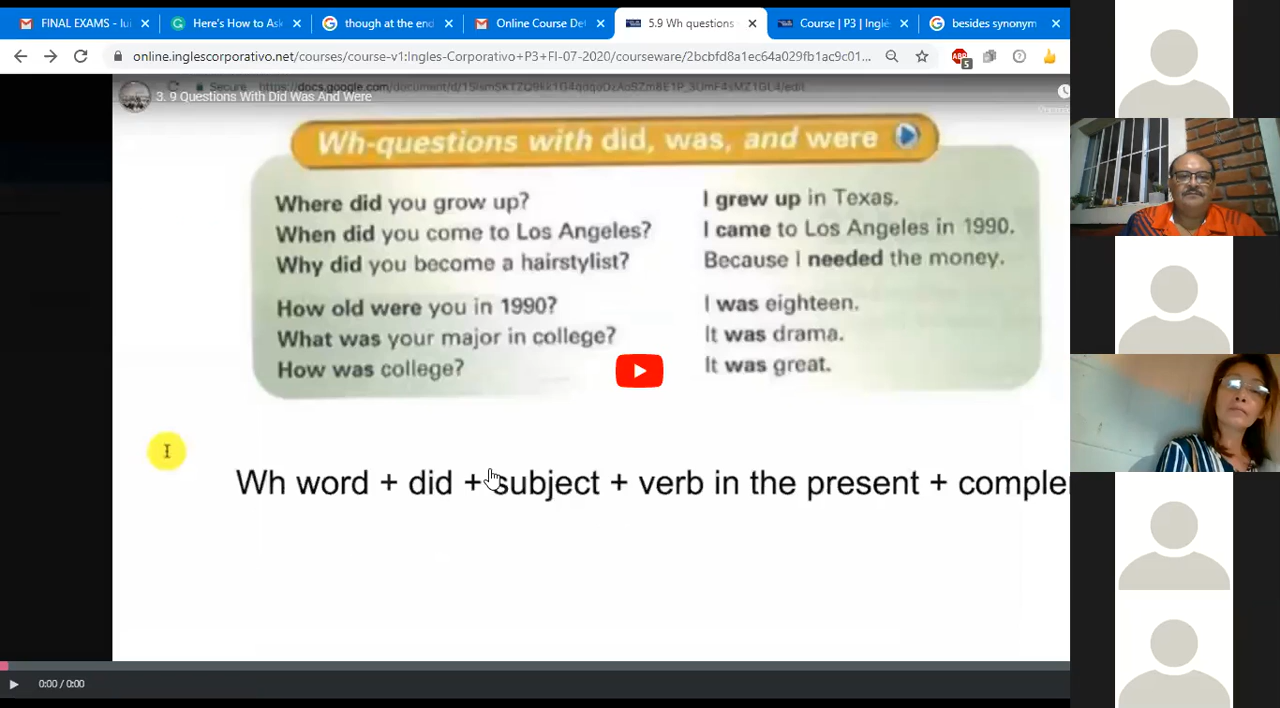 FINAL EXAMS - lu
Here's How to Ask
though at the end
Online Course Det
5.9 Wh questions
Course | P3 | Inglé
besides synonym
online.inglescorporativo.net/courses/course-v1:Ingles-Corporativo+P3+FI-07-2020/courseware/2bcbfd8a1ec64a029fb1ac9c01...
5
3. 9 Questions With Did Was And Were
Wh-questions with did, was, and were
Where did you grow up? I grew up in Texas.
When did you come to Los Angeles? I came to Los Angeles in 1990.
Why did you become a hairstylist? Because I needed the money.
How old were you in 1990? I was eighteen.
What was your major in college? It was drama.
How was college? It was great.
Wh word + did + subject + verb in the present + comple
0:00 / 0:00